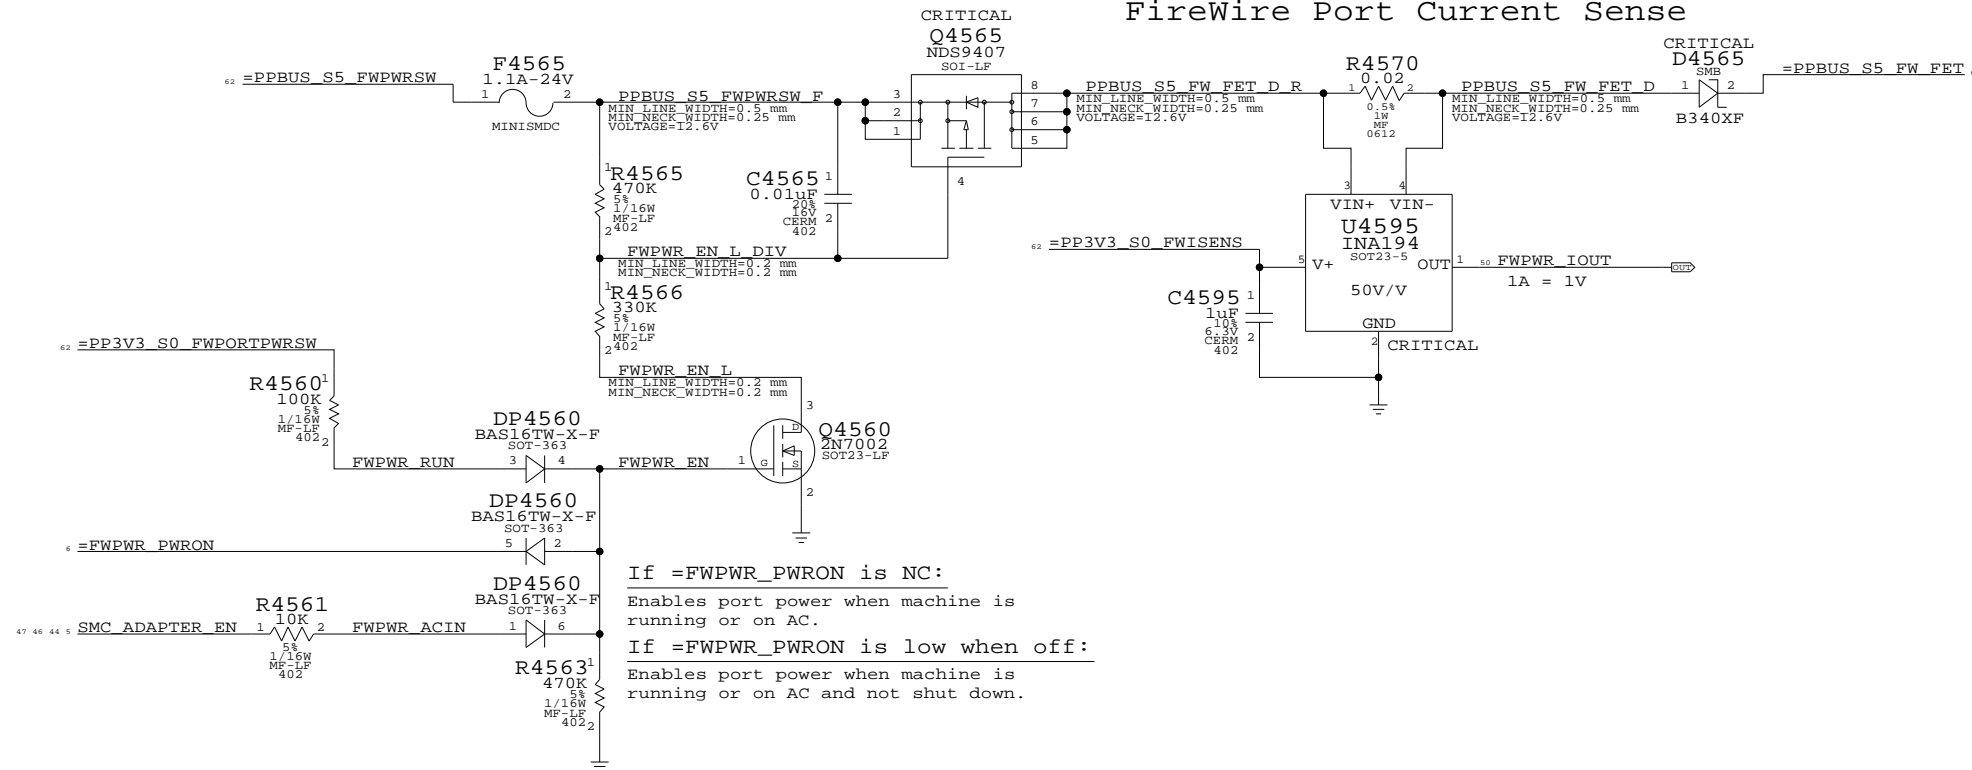 FireWire Port Current Sense
CRITICAL
Q4565
NDS9407
SOI-LF
F4565
1.1A-24V
1 2
MINISMDC
62 =PPBUS_S5_FWPWRSW
PPBUS_S5_FWPWRSW_F
MIN_LINE_WIDTH=0.5 mm
MIN_NECK_WIDTH=0.25 mm
VOLTAGE=12.6V
3
2
1
8
7
6
5
4
PPBUS_S5_FW_FET_D_R
MIN_LINE_WIDTH=0.5 mm
MIN_NECK_WIDTH=0.25 mm
VOLTAGE=12.6V
R4570
0.02
1 2
0.5%
1W
MF
0612
PPBUS_S5_FW_FET_D
MIN_LINE_WIDTH=0.5 mm
MIN_NECK_WIDTH=0.25 mm
VOLTAGE=12.6V
CRITICAL
D4565
SMB
1 2
B340XF
=PPBUS_S5_FW_FET
1
R4565
470K
5%
1/16W
MF-LF
402
2
C4565
0.01uF
20%
16V
CERM
402
1
2
FWPWR_EN_L_DIV
MIN_LINE_WIDTH=0.2 mm
MIN_NECK_WIDTH=0.2 mm
1
R4566
330K
5%
1/16W
MF-LF
402
2
FWPWR_EN_L
MIN_LINE_WIDTH=0.2 mm
MIN_NECK_WIDTH=0.2 mm
3 4
VIN+ VIN-
U4595
INA194
SOT23-5
5 V+
OUT 1
50V/V
GND
2
CRITICAL
62 =PP3V3_S0_FWISENS
50 FWPWR_IOUT
OUT
1A = 1V
C4595
1uF
10%
6.3V
CERM
402
1
2
62 =PP3V3_S0_FWPORTPWRSW
R4560
100K
5%
1/16W
MF-LF
402
1
2
FWPWR_RUN
DP4560
BAS16TW-X-F
SOT-363
3 4
FWPWR_EN
1 G
D
S
3
2
Q4560
2N7002
SOT23-LF
DP4560
BAS16TW-X-F
SOT-363
5 2
6 =FWPWR_PWRON
DP4560
BAS16TW-X-F
SOT-363
1 6
47 46 44 5 SMC_ADAPTER_EN
R4561
10K
1 2
5%
1/16W
MF-LF
402
FWPWR_ACIN
R4563
470K
5%
1/16W
MF-LF
402
1
2
If =FWPWR_PWRON is NC:
Enables port power when machine is
running or on AC.
If =FWPWR_PWRON is low when off:
Enables port power when machine is
running or on AC and not shut down.